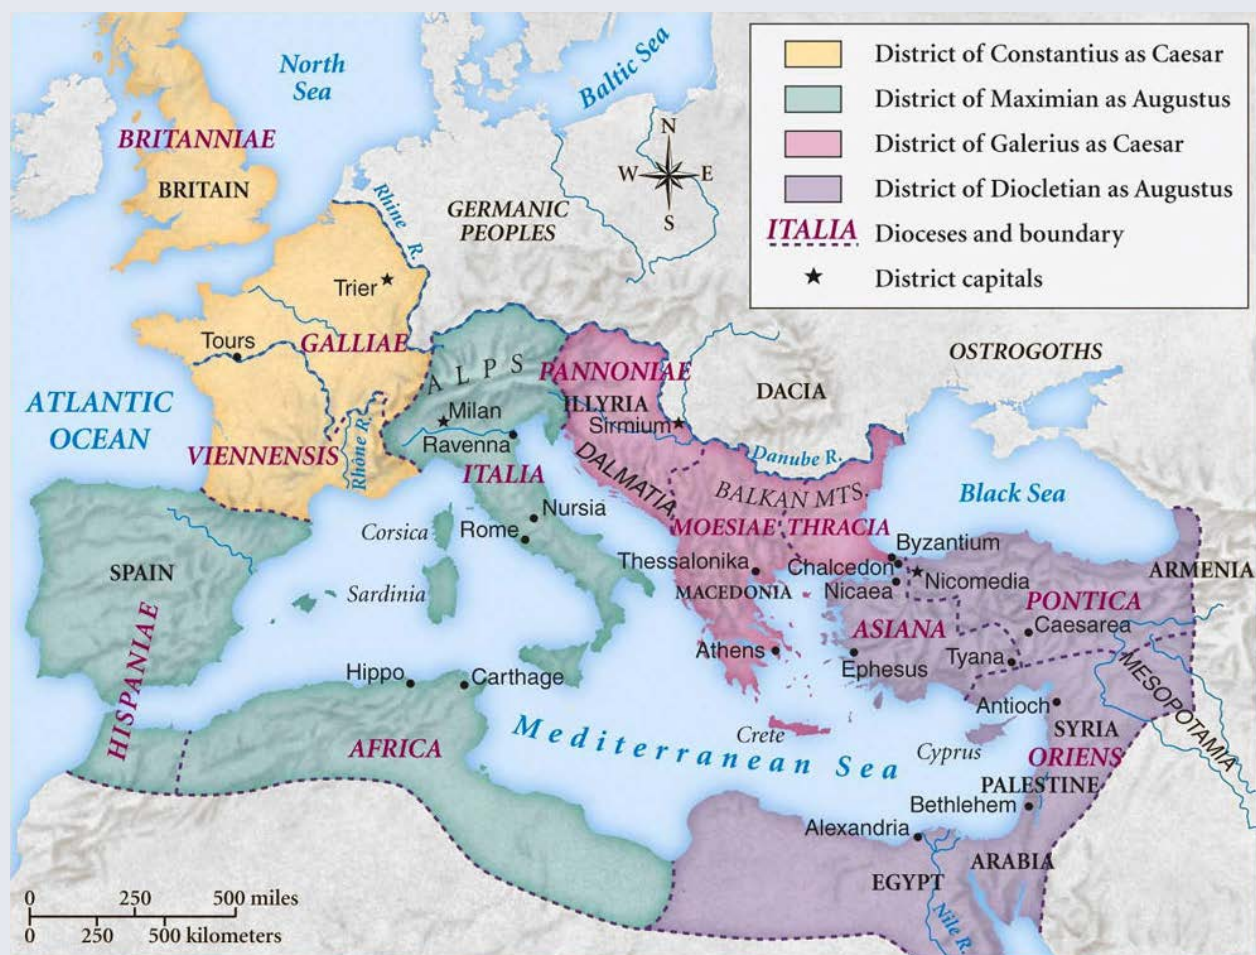 District of Constantius as Caesar
District of Maximian as Augustus
District of Galerius as Caesar
District of Diocletian as Augustus
ITALIA Dioceses and boundary
District capitals
North
Sea
Baltic Sea
N
W E
S
BRITANNIAE
BRITAIN
Rhine R.
GERMANIC
PEOPLES
Trier
Tours
GALLIAE
ALPS
PANNONIAE
OSTROGOTHS
DACIA
ILLYRIA
Sirmium
ATLANTIC
OCEAN
Milan
Ravenna
VIENNENSIS
Rhône R.
ITALIA
DALMATIA
Danube R.
BALKAN MTS.
Black Sea
Corsica
Nursia
Rome
MOESIAE
THRACIA
Byzantium
Thessalonika
Chalcedon
Nicomedia
ARMENIA
SPAIN
Sardinia
MACEDONIA
Nicaea
PONTICA
HISPANIAE
ASIANA
Caesarea
Athens
Ephesus
Tyana
MESOPOTAMIA
Hippo
Carthage
Antioch
SYRIA
AFRICA
Mediterranean Sea
Crete
Cyprus
ORIENS
PALESTINE
Bethlehem
Alexandria
ARABIA
EGYPT
Nile R.
0 250 500 miles
0 250 500 kilometers